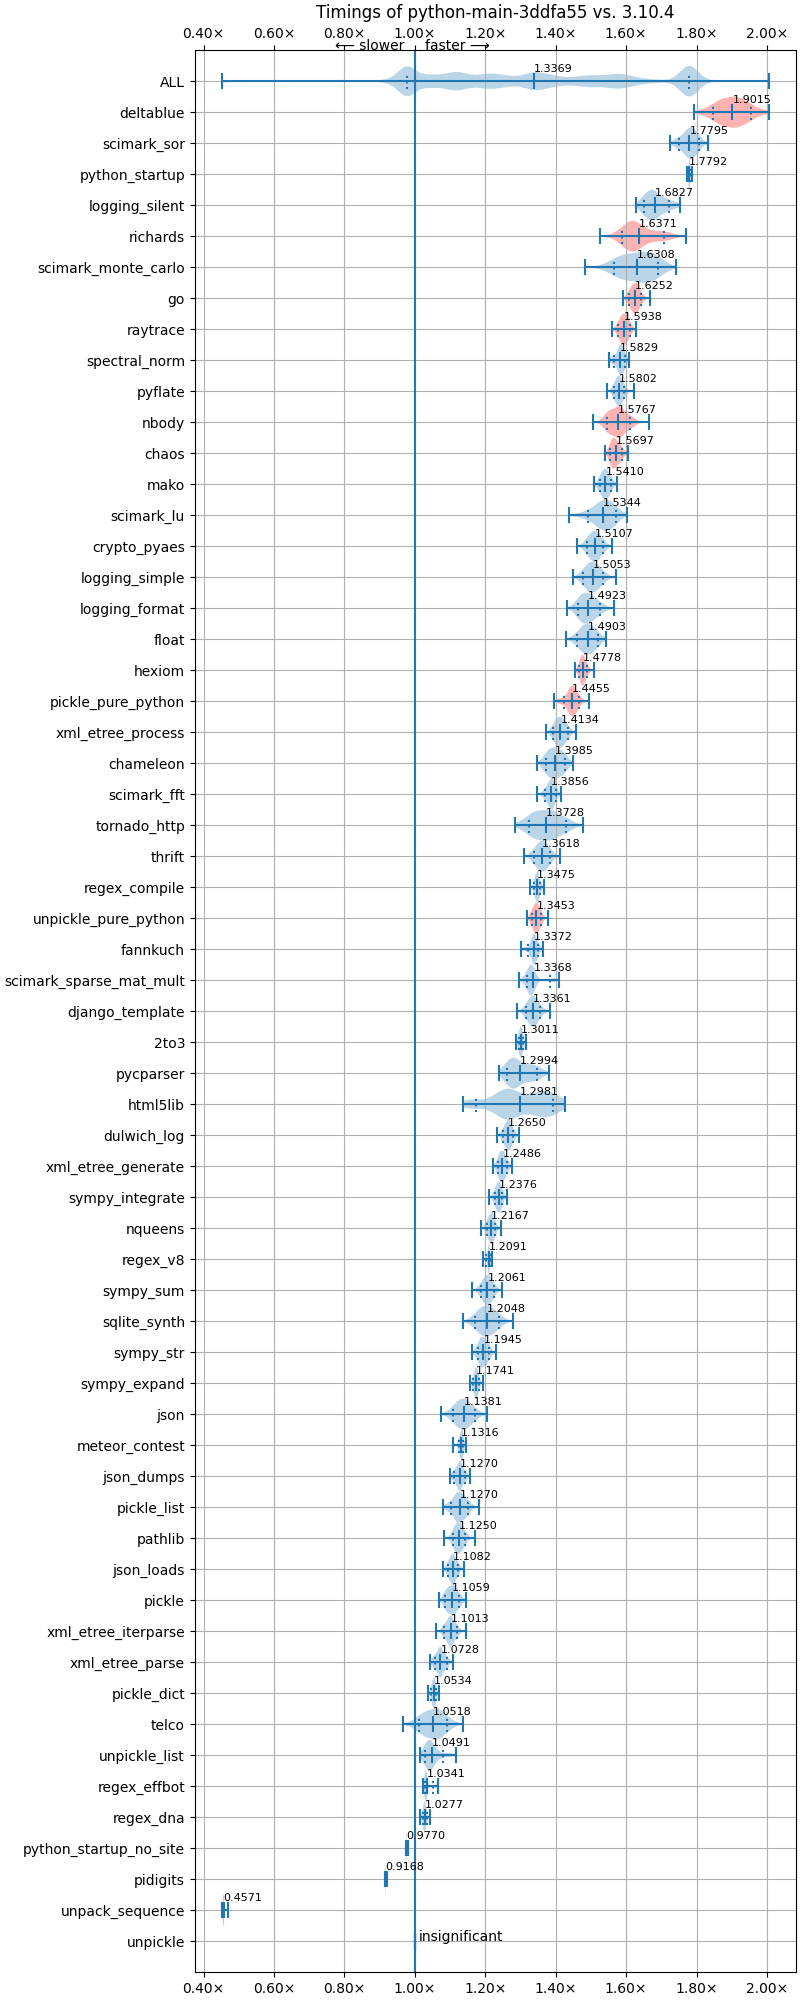 Timings of python-main-3ddfa55 vs. 3.10.4
0.40× 0.60× 0.80× 1.00× 1.20× 1.40× 1.60× 1.80× 2.00×
⟵ slower faster ⟶
ALL 1.3369
deltablue 1.9015
scimark_sor 1.7795
python_startup 1.7792
logging_silent 1.6827
richards 1.6371
scimark_monte_carlo 1.6308
go 1.6252
raytrace 1.5938
spectral_norm 1.5829
pyflate 1.5802
nbody 1.5767
chaos 1.5697
mako 1.5410
scimark_lu 1.5344
crypto_pyaes 1.5107
logging_simple 1.5053
logging_format 1.4923
float 1.4903
hexiom 1.4778
pickle_pure_python 1.4455
xml_etree_process 1.4134
chameleon 1.3985
scimark_fft 1.3856
tornado_http 1.3728
thrift 1.3618
regex_compile 1.3475
unpickle_pure_python 1.3453
fannkuch 1.3372
scimark_sparse_mat_mult 1.3368
django_template 1.3361
2to3 1.3011
pycparser 1.2994
html5lib 1.2981
dulwich_log 1.2650
xml_etree_generate 1.2486
sympy_integrate 1.2376
nqueens 1.2167
regex_v8 1.2091
sympy_sum 1.2061
sqlite_synth 1.2048
sympy_str 1.1945
sympy_expand 1.1741
json 1.1381
meteor_contest 1.1316
json_dumps 1.1270
pickle_list 1.1270
pathlib 1.1250
json_loads 1.1082
pickle 1.1059
xml_etree_iterparse 1.1013
xml_etree_parse 1.0728
pickle_dict 1.0534
telco 1.0518
unpickle_list 1.0491
regex_effbot 1.0341
regex_dna 1.0277
python_startup_no_site 0.9770
pidigits 0.9168
unpack_sequence 0.4571
unpickle insignificant
0.40× 0.60× 0.80× 1.00× 1.20× 1.40× 1.60× 1.80× 2.00×